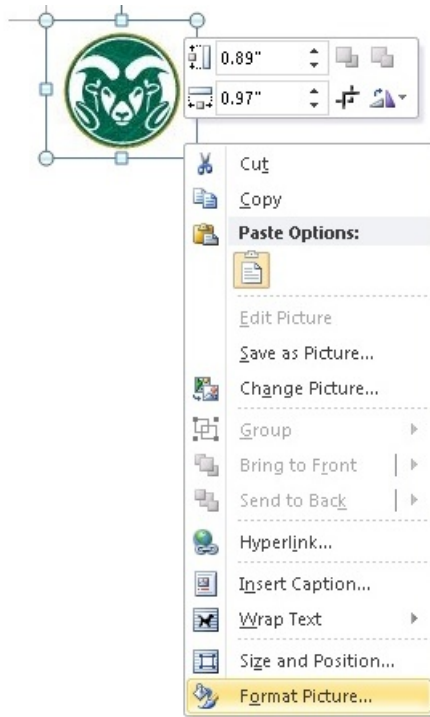 0.89"
0.97"
Cut
Copy
Paste Options:
Edit Picture
Save as Picture...
Change Picture...
Group
Bring to Front
Send to Back
Hyperlink...
Insert Caption...
Wrap Text
Size and Position...
Format Picture...